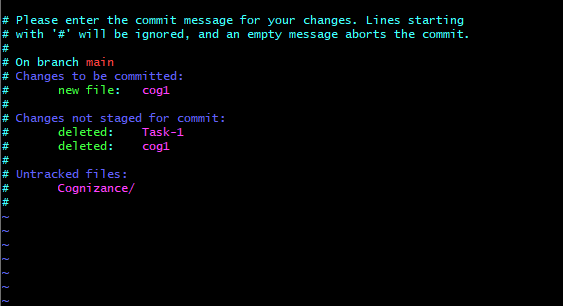 # Please enter the commit message for your changes. Lines starting
# with '#' will be ignored, and an empty message aborts the commit.
#
# On branch main
# Changes to be committed:
#       new file:   cog1
#
# Changes not staged for commit:
#       deleted:    Task-1
#       deleted:    cog1
#
# Untracked files:
#       Cognizance/
#
~
~
~
~
~
~
~